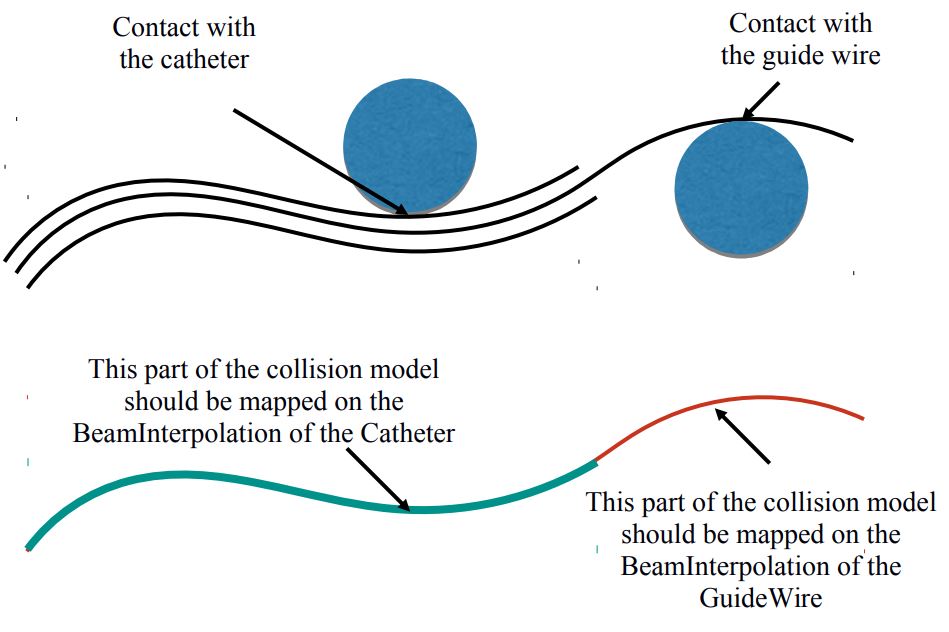 Contact with
the catheter
Contact with
the guide wire
This part of the collision model
should be mapped on the
BeamInterpolation of the Catheter
This part of the collision model
should be mapped on the
BeamInterpolation of the
GuideWire